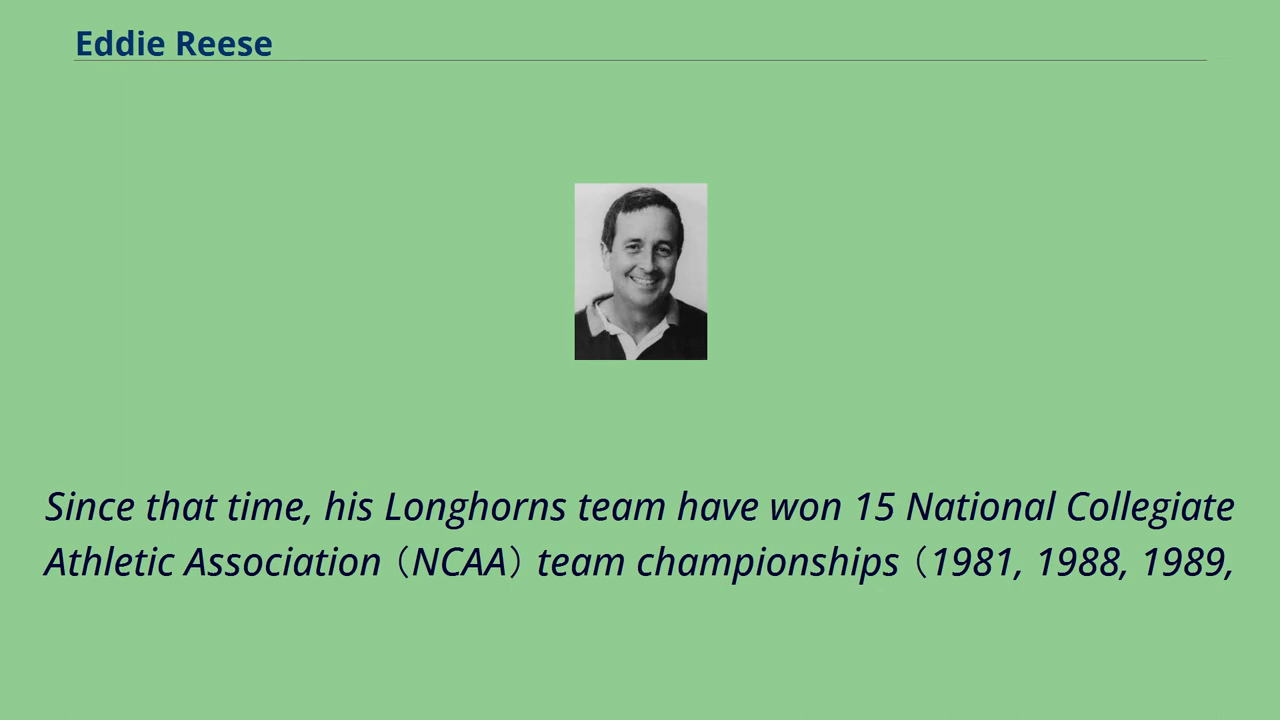 Eddie Reese
Since that time, his Longhorns team have won 15 National Collegiate
Athletic Association（NCAA）team championships（1981, 1988, 1989,